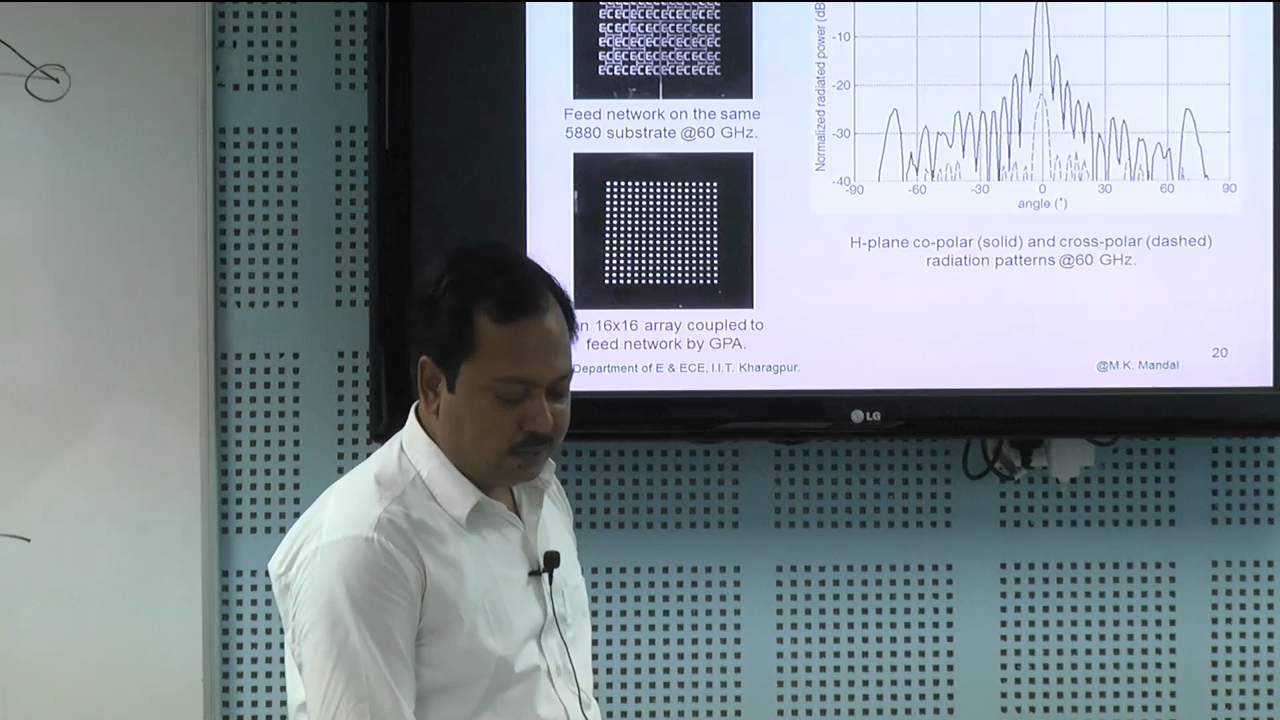 Feed network on the same
5880 substrate @60 GHz.
n 16x16 array coupled to
feed network by GPA.
Normalized radiated power (dB
-10
-20
-30
-40
-90
-60
-30
0
30
60
90
angle (°)
H-plane co-polar (solid) and cross-polar (dashed)
radiation patterns @60 GHz.
Department of E & ECE, I.I.T. Kharagpur.
@M.K. Mandal
20
LG